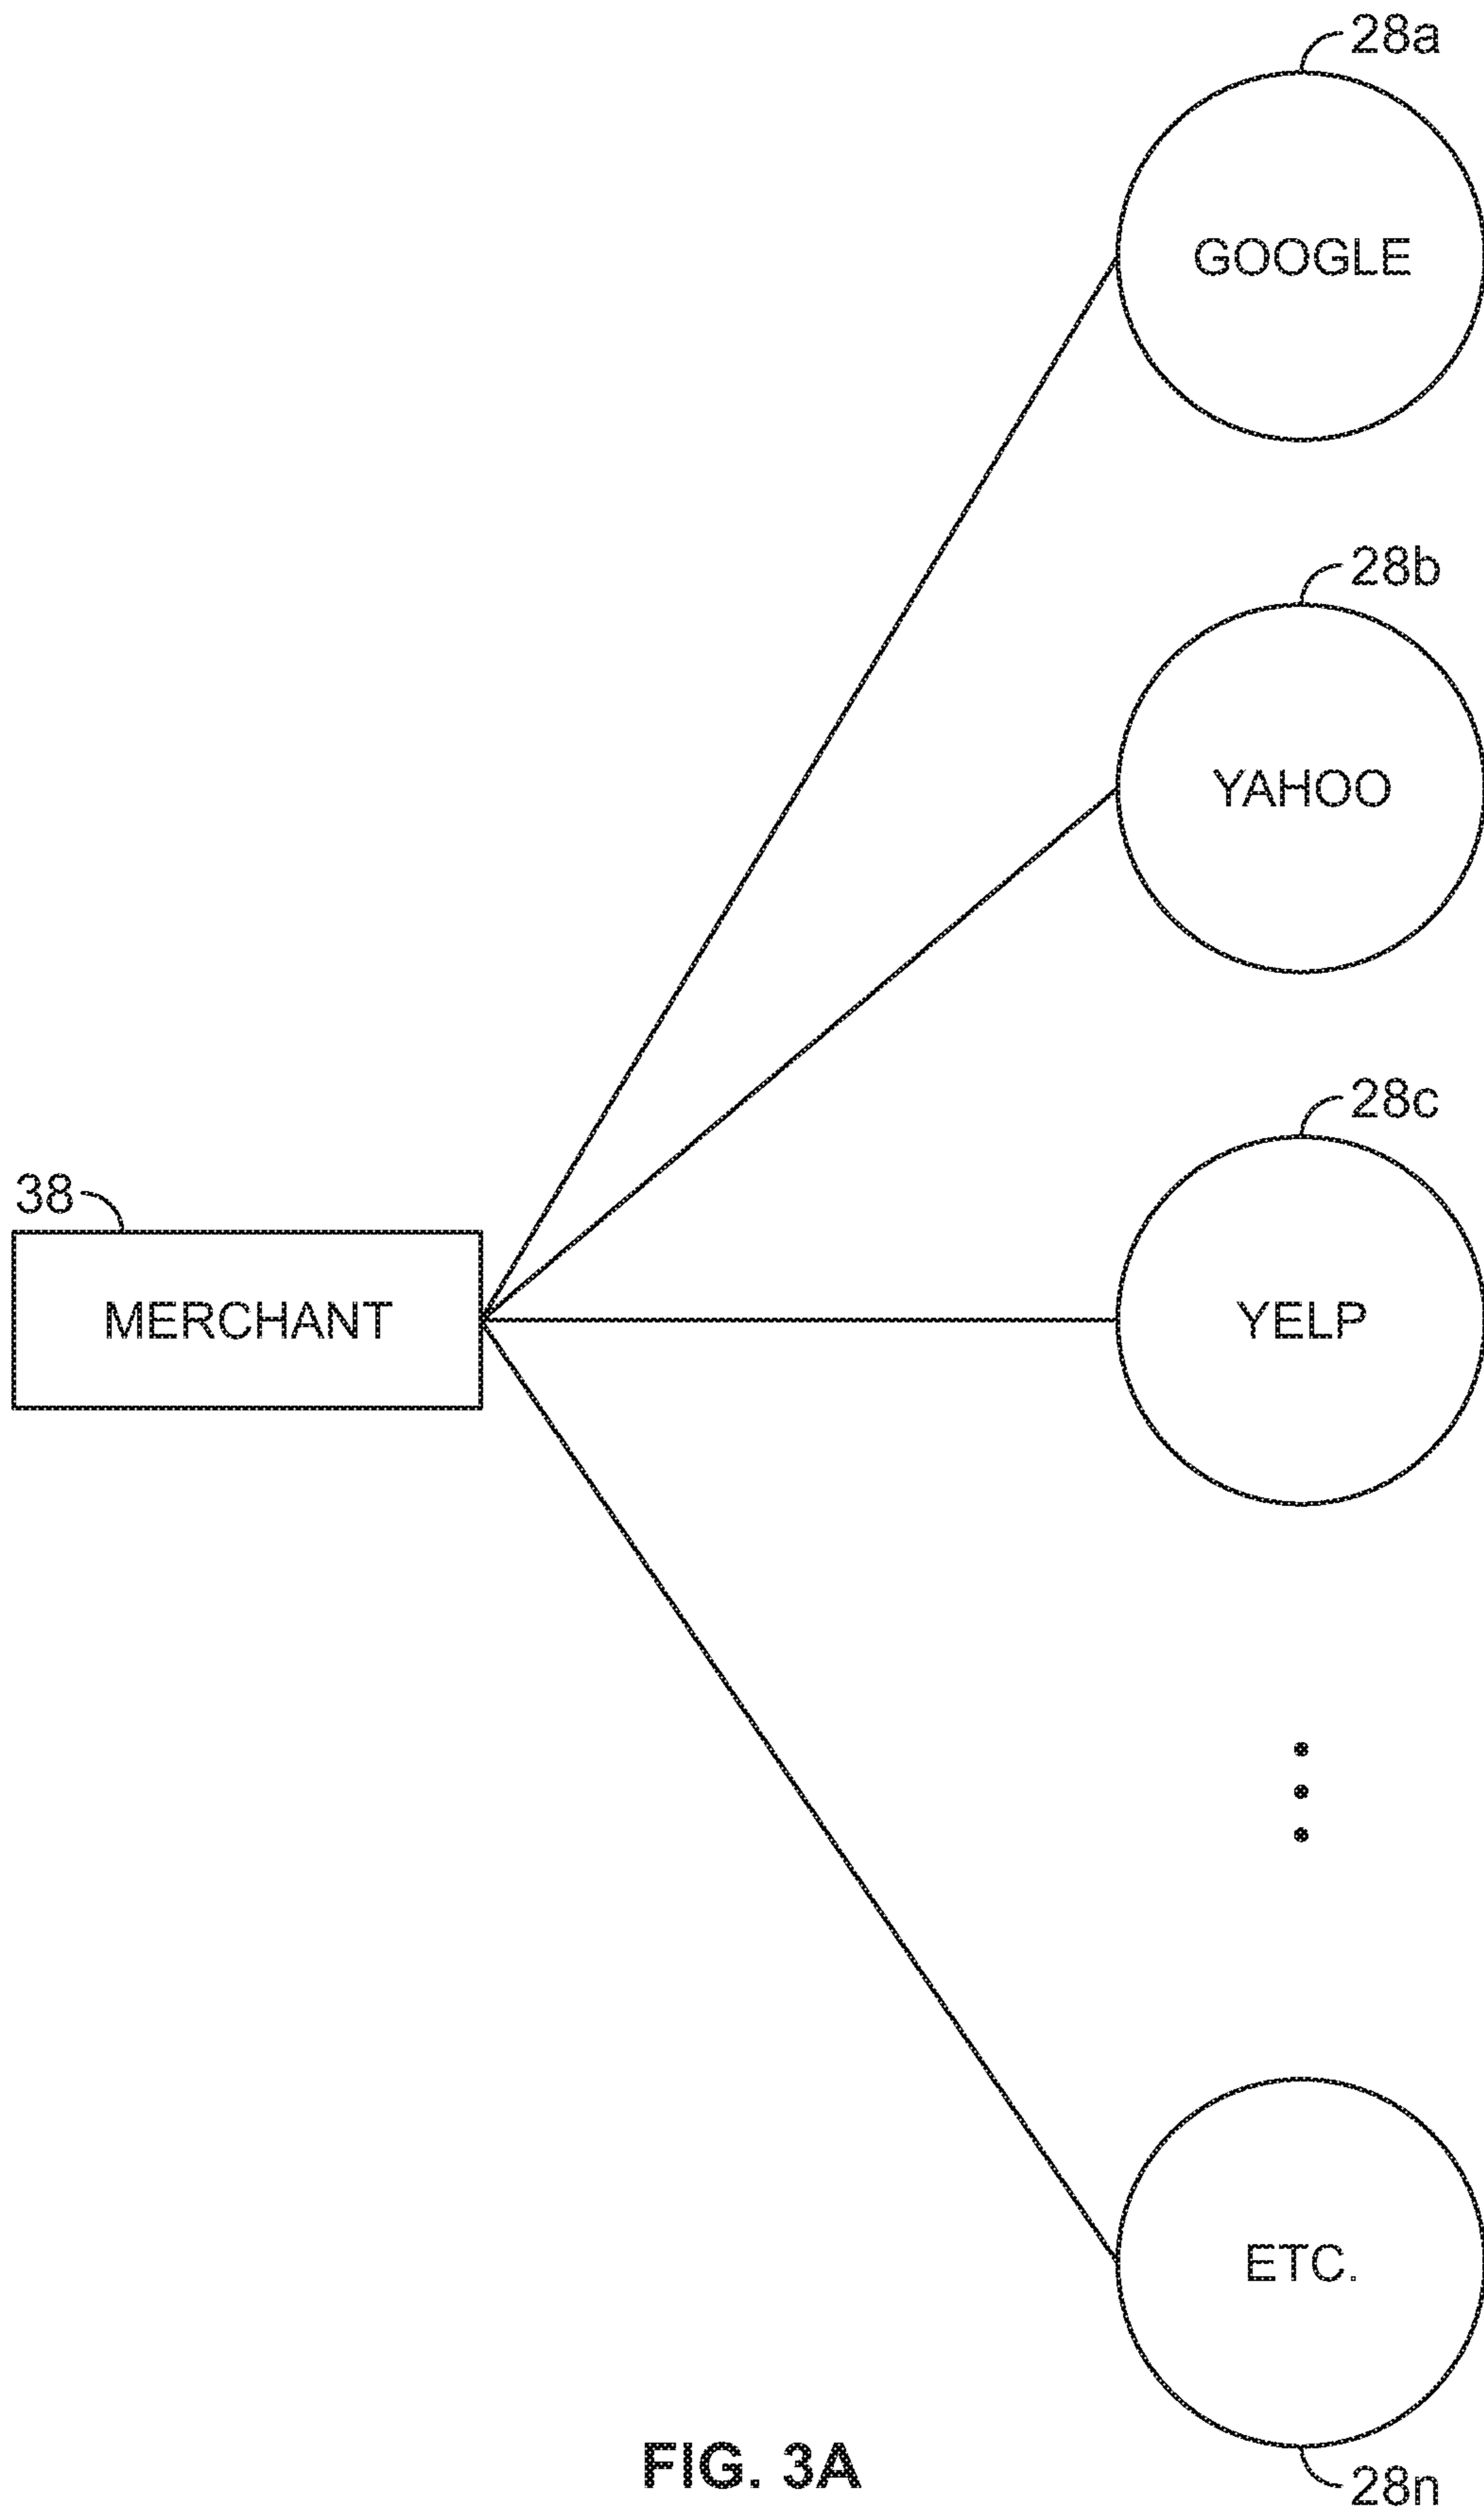 28a
GOOGLE
28b
YAHOO
28c
38
MERCHANT
YELP
ETC.
FIG. 3A
28n